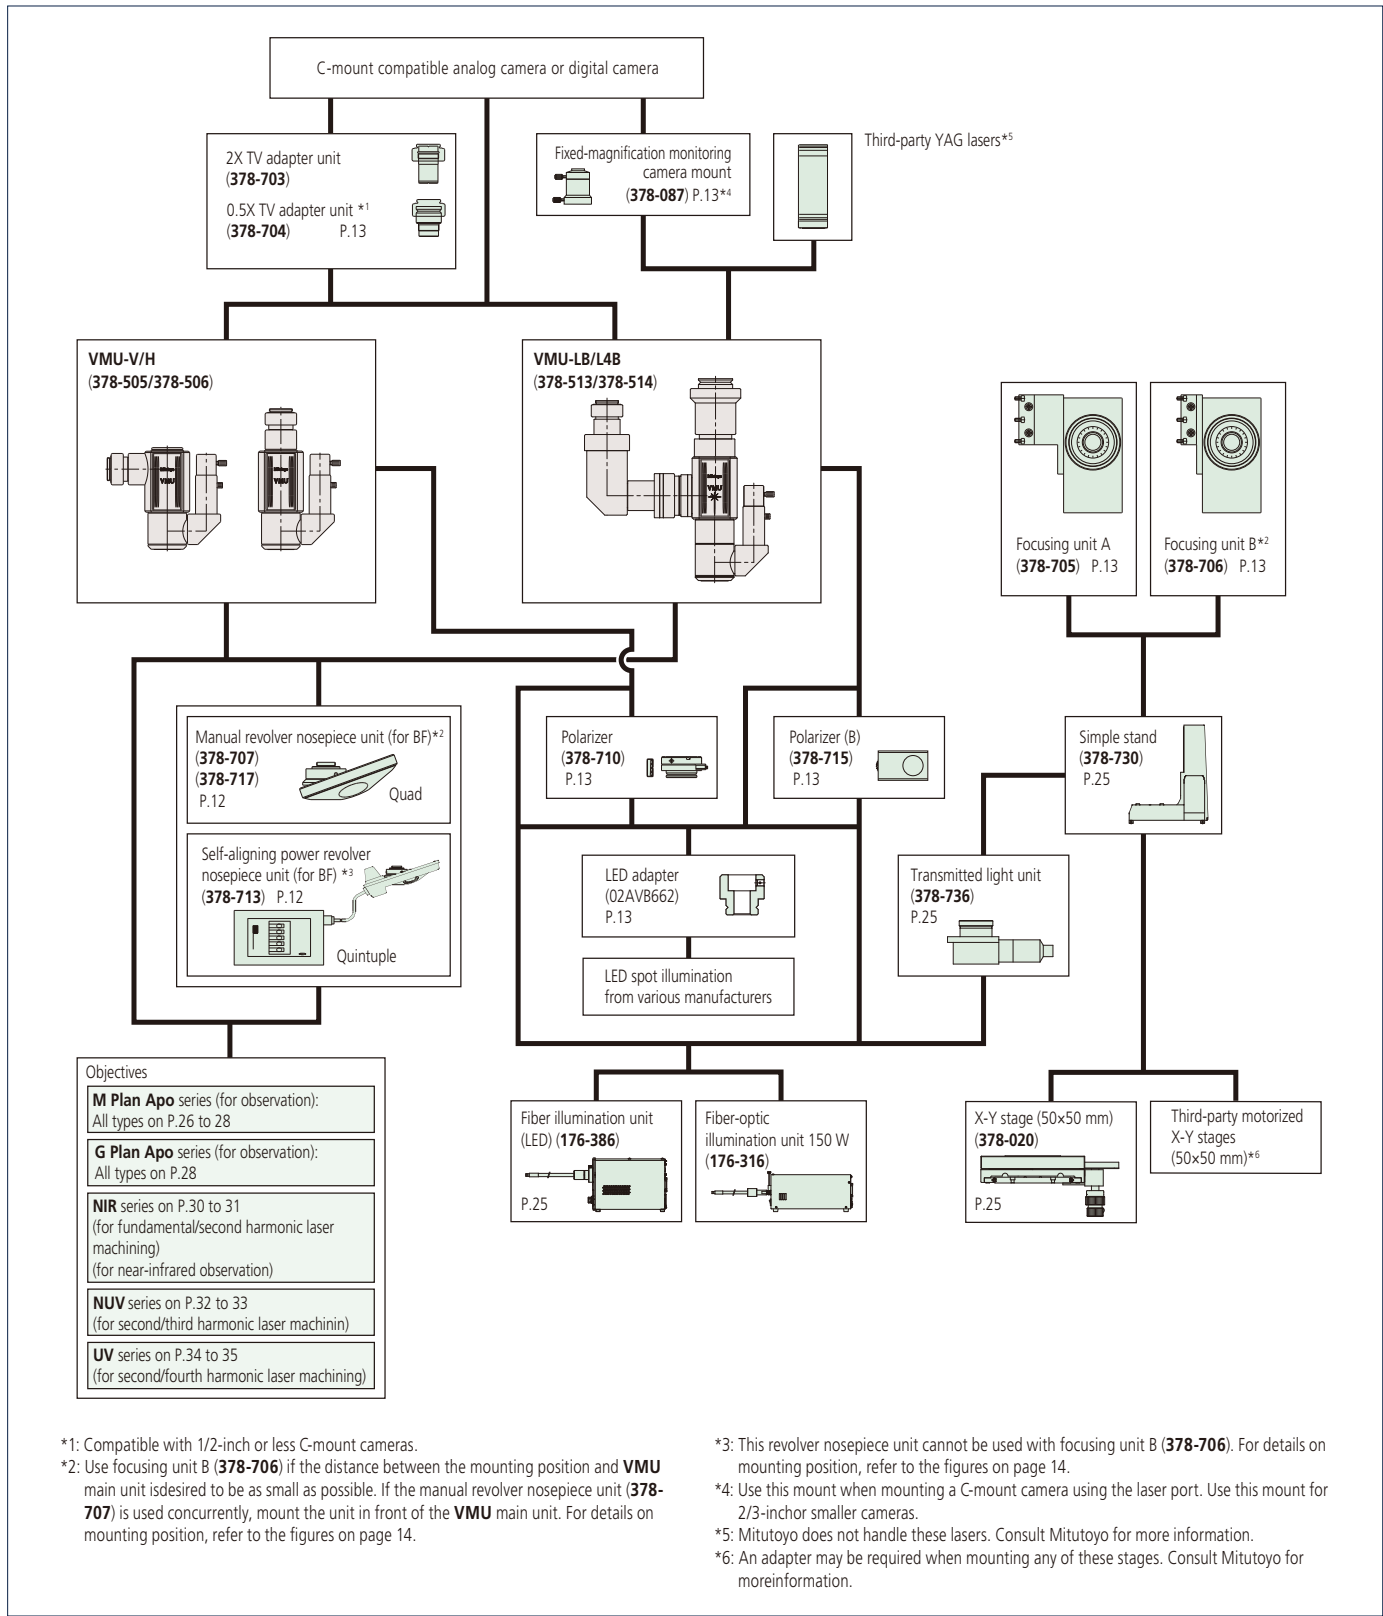 C-mount compatible analog camera or digital camera
2X TV adapter unit
(378-703)
0.5X TV adapter unit *1
(378-704) P.13
Fixed-magnification monitoring
camera mount
(378-087) P.13*4
Third-party YAG lasers*5
VMU-V/H
(378-505/378-506)
Mitutoyo
VMU
Mitutoyo
VMU
VMU-LB/L4B
(378-513/378-514)
Mitutoyo
VMU
Focusing unit A
(378-705) P.13
Focusing unit B*2
(378-706) P.13
Manual revolver nosepiece unit (for BF)*2
(378-707)
(378-717)
P.12
Quad
Self-aligning power revolver
nosepiece unit (for BF) *3
(378-713) P.12
Quintuple
Polarizer
(378-710)
P.13
Polarizer (B)
(378-715)
P.13
Simple stand
(378-730)
P.25
LED adapter
(02AVB662)
P.13
Transmitted light unit
(378-736)
P.25
LED spot illumination
from various manufacturers
Objectives
M Plan Apo series (for observation):
All types on P.26 to 28
G Plan Apo series (for observation):
All types on P.28
NIR series on P.30 to 31
(for fundamental/second harmonic laser
machining)
(for near-infrared observation)
NUV series on P.32 to 33
(for second/third harmonic laser machinin)
UV series on P.34 to 35
(for second/fourth harmonic laser machining)
Fiber illumination unit
(LED) (176-386)
P.25
Fiber-optic
illumination unit 150 W
(176-316)
X-Y stage (50×50 mm)
(378-020)
P.25
Third-party motorized
X-Y stages
(50×50 mm)*6
*1: Compatible with 1/2-inch or less C-mount cameras.
*2: Use focusing unit B (378-706) if the distance between the mounting position and VMU
main unit isdesired to be as small as possible. If the manual revolver nosepiece unit (378-
707) is used concurrently, mount the unit in front of the VMU main unit. For details on
mounting position, refer to the figures on page 14.
*3: This revolver nosepiece unit cannot be used with focusing unit B (378-706). For details on
mounting position, refer to the figures on page 14.
*4: Use this mount when mounting a C-mount camera using the laser port. Use this mount for
2/3-inchor smaller cameras.
*5: Mitutoyo does not handle these lasers. Consult Mitutoyo for more information.
*6: An adapter may be required when mounting any of these stages. Consult Mitutoyo for
moreinformation.